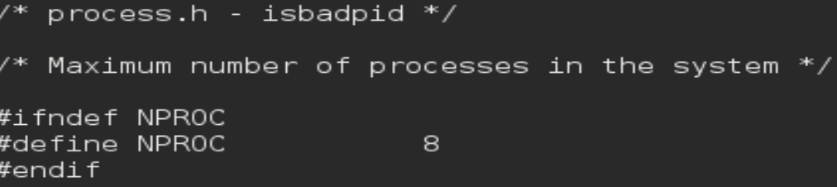 /* process.h - isbadpid */
/* Maximum number of processes in the system */
#ifndef NPROC
#define NPROC 8
#endif